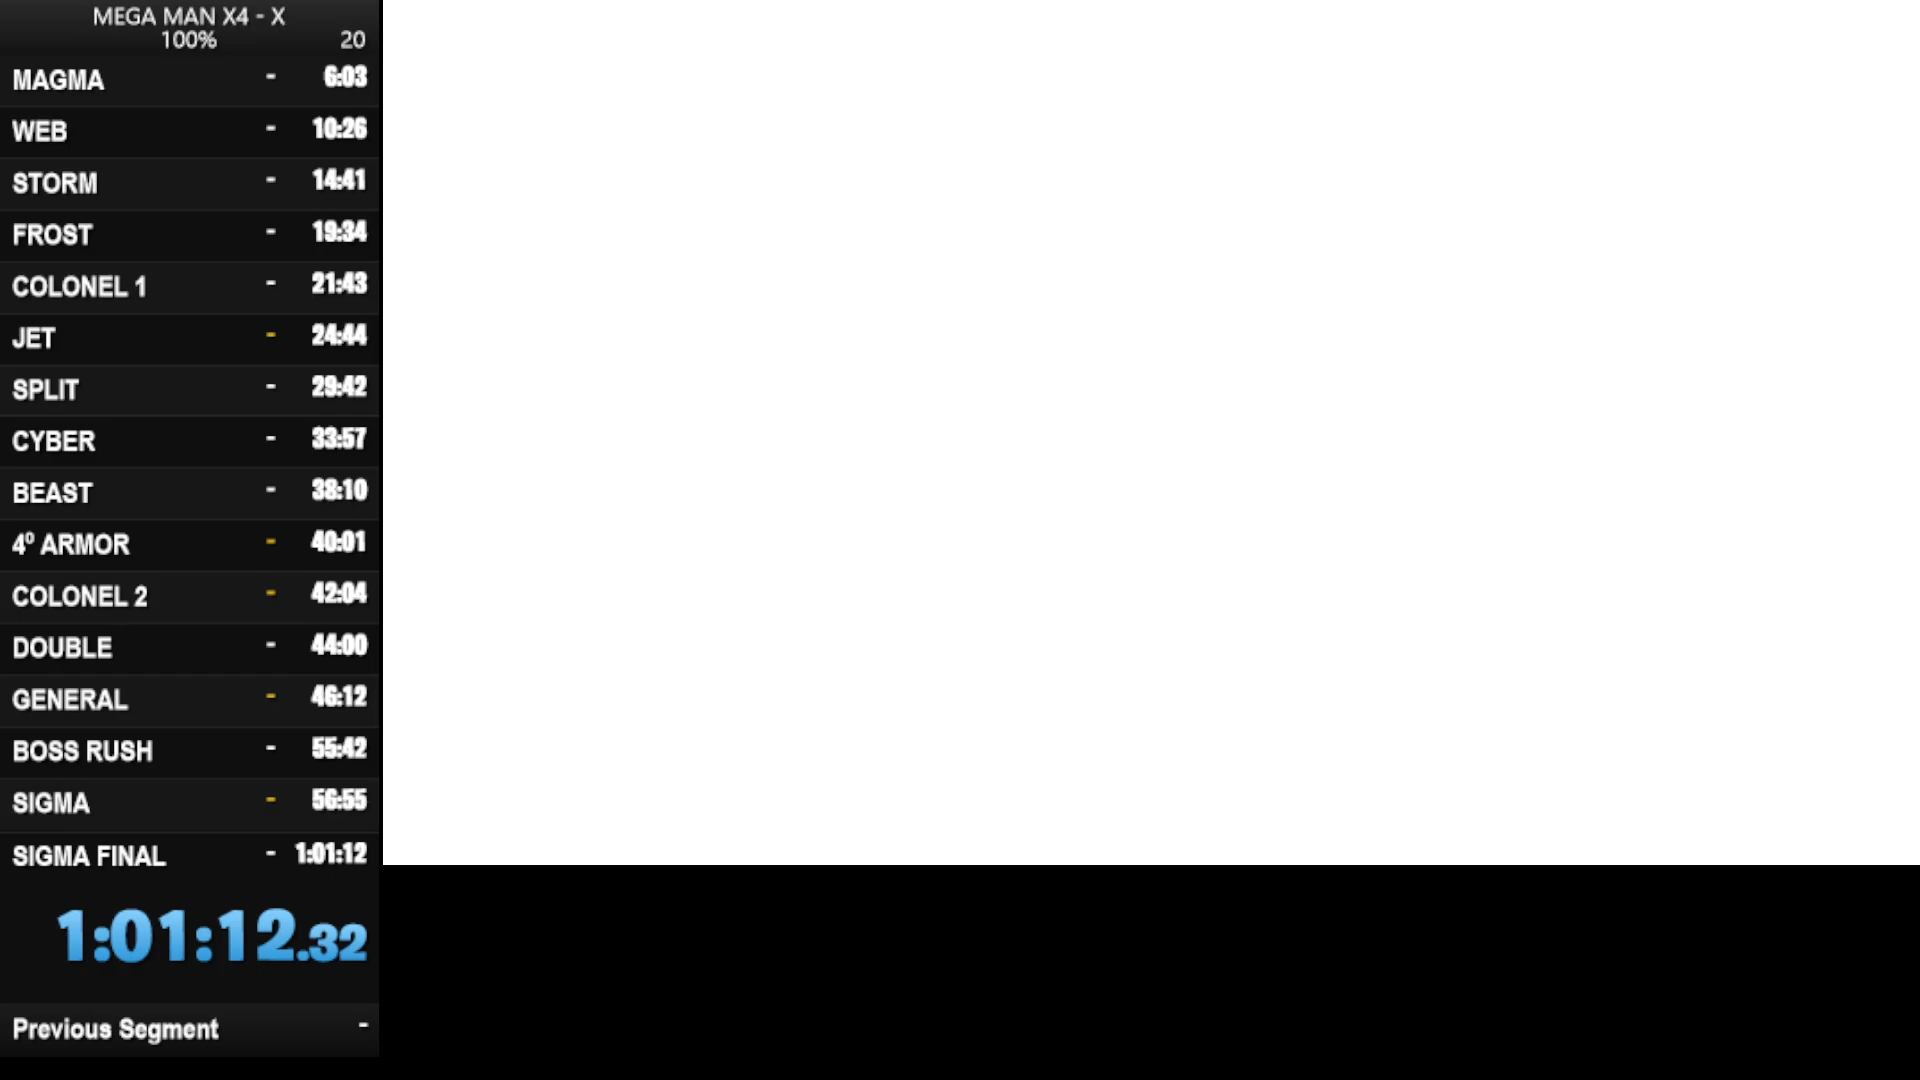 MEGA MAN X4 - X
100% 20
MAGMA - 6:03
WEB - 10:26
STORM - 14:41
FROST - 19:34
COLONEL 1 - 21:43
JET - 24:44
SPLIT - 29:42
CYBER - 33:57
BEAST - 38:10
4º ARMOR - 40:01
COLONEL 2 - 42:04
DOUBLE - 44:00
GENERAL - 46:12
BOSS RUSH - 55:42
SIGMA - 56:55
SIGMA FINAL - 1:01:12
1:01:12.32
Previous Segment -